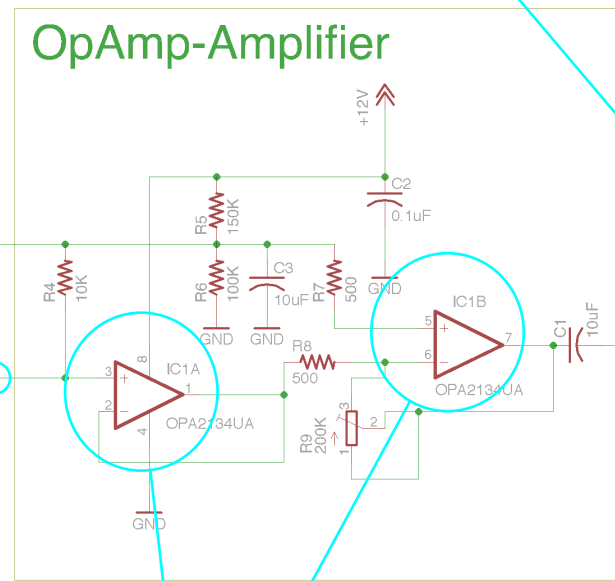 OpAmp-Amplifier
+12V
C2
0.1uF
GND
R5
150K
R4
10K
R6
100K
GND
C3
10uF
GND
R7
500
IC1B
5
+
6
−
7
OPA2134UA
C1
10uF
IC1A
8
3
+
2
−
1
4
OPA2134UA
GND
R8
500
R9
200K
3
2
1